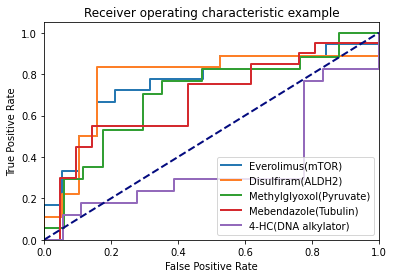 Receiver operating characteristic example
1.0
0.8
0.6
0.4
0.2
0.0
True Positive Rate
Everolimus(mTOR)
Disulfiram(ALDH2)
Methylglyoxol(Pyruvate)
Mebendazole(Tubulin)
4-HC(DNA alkylator)
0.0 0.2 0.4 0.6 0.8 1.0
False Positive Rate